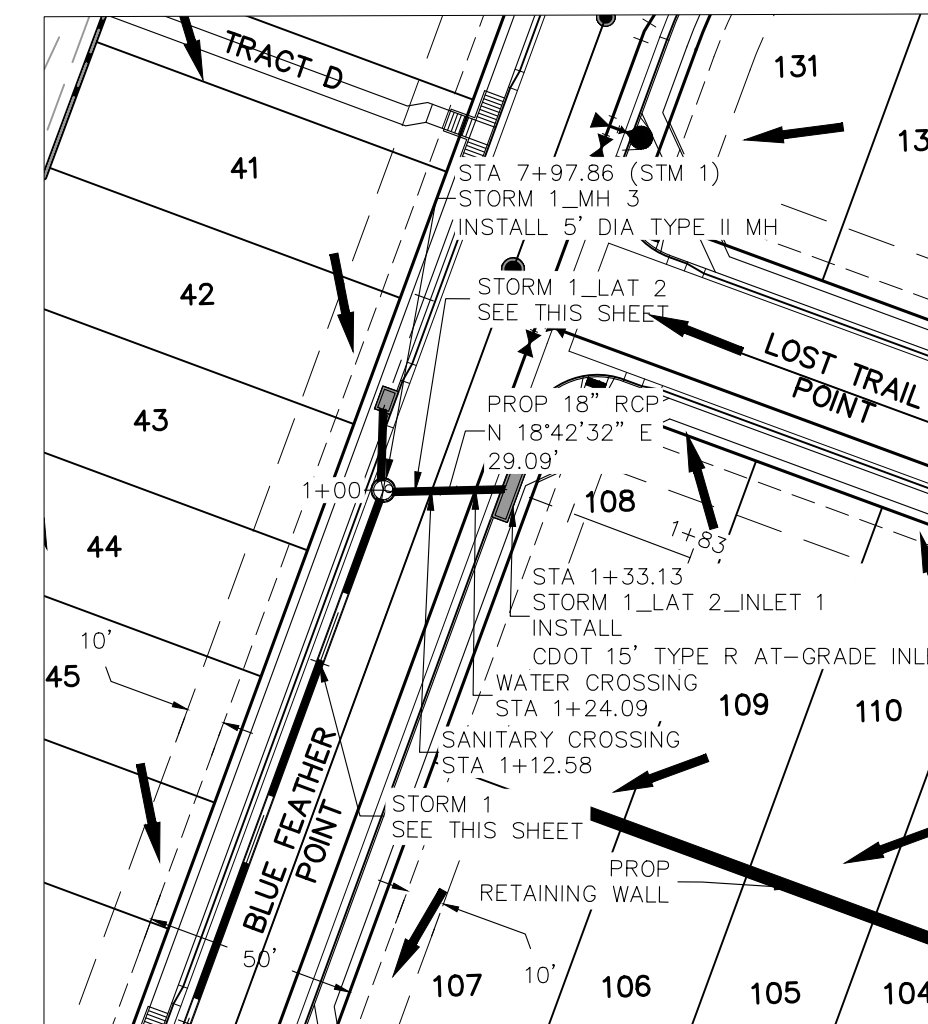 TRACT D
131
13
41
STA 7+97.86 (STM 1)
STORM 1_MH 3
INSTALL 5' DIA TYPE II MH
42
STORM 1_LAT 2
SEE THIS SHEET
LOST TRAIL
POINT
43
PROP 18" RCP
N 18°42'32" E
29.09'
1+00
108
1+83
44
STA 1+33.13
STORM 1_LAT 2_INLET 1
INSTALL
CDOT 15' TYPE R AT-GRADE INL
10'
45
WATER CROSSING
STA 1+24.09
109
110
SANITARY CROSSING
STA 1+12.58
BLUE FEATHER
POINT
STORM 1
SEE THIS SHEET
PROP
RETAINING WALL
50'
10'
107
106
105
104